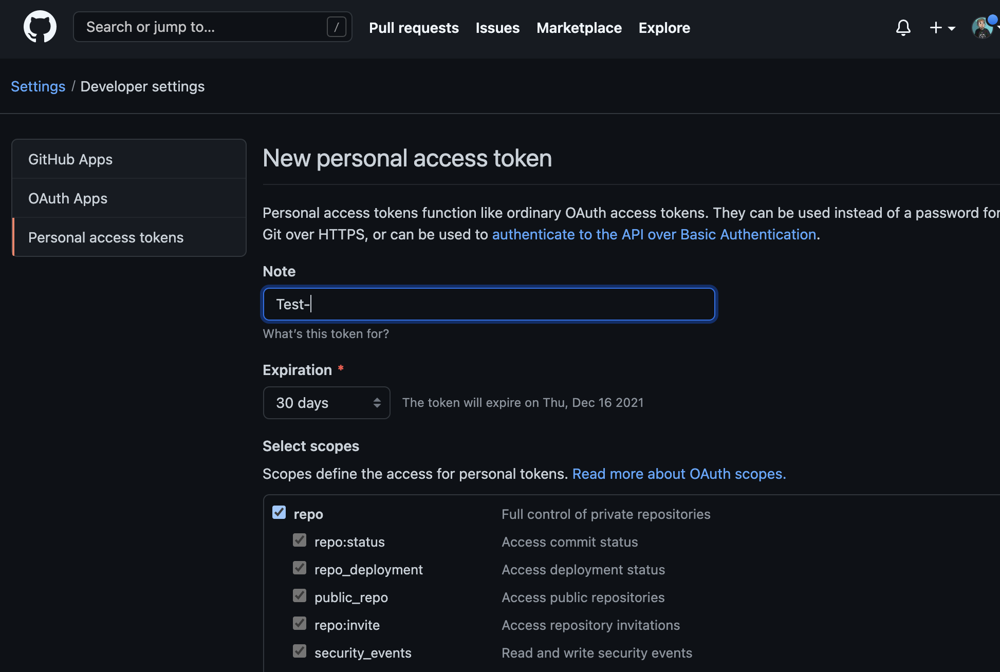 Search or jump to...
/
Pull requests
Issues
Marketplace
Explore
Settings / Developer settings
GitHub Apps
OAuth Apps
Personal access tokens
New personal access token
Personal access tokens function like ordinary OAuth access tokens. They can be used instead of a password for
Git over HTTPS, or can be used to authenticate to the API over Basic Authentication.
Note
Test-
What's this token for?
Expiration *
30 days
The token will expire on Thu, Dec 16 2021
Select scopes
Scopes define the access for personal tokens. Read more about OAuth scopes.
repo Full control of private repositories
repo:status Access commit status
repo_deployment Access deployment status
public_repo Access public repositories
repo:invite Access repository invitations
security_events Read and write security events